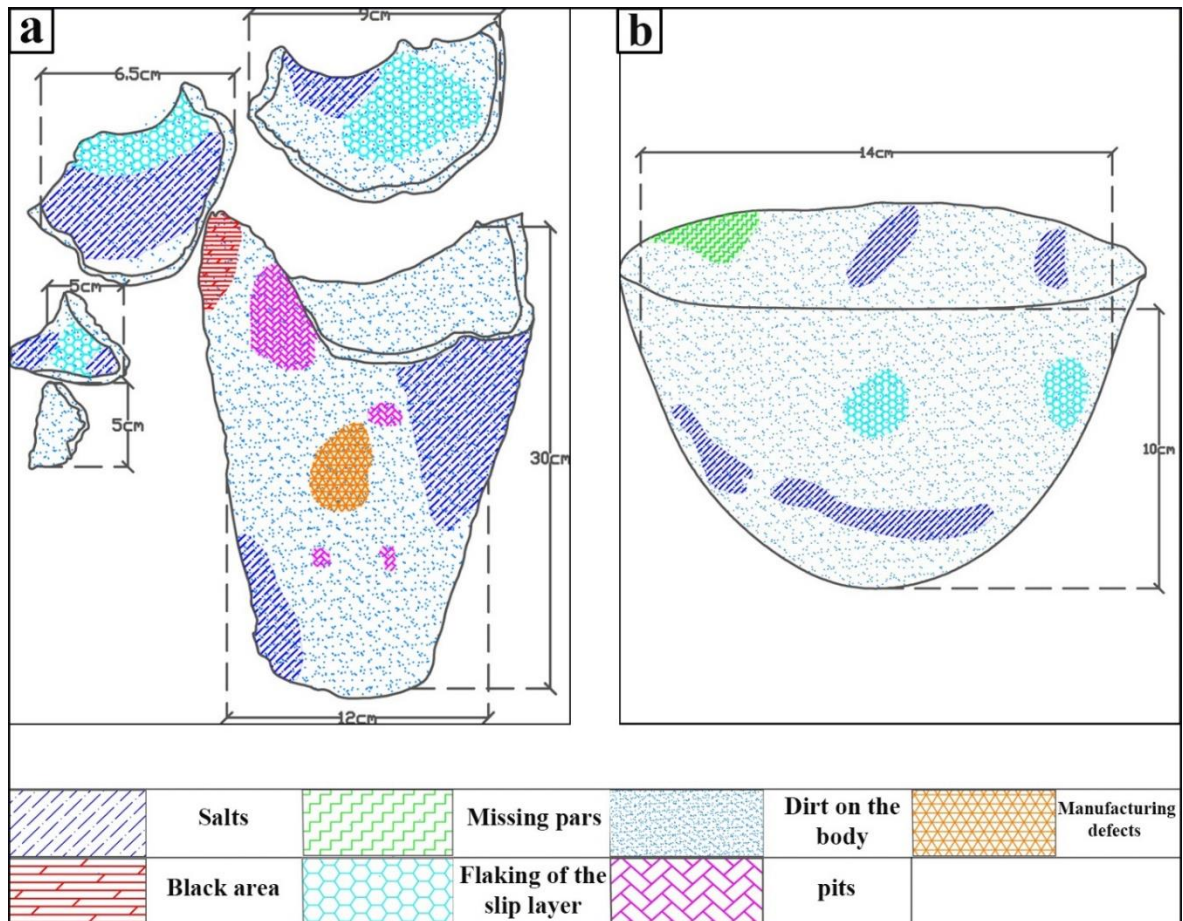 a
9cm
6.5cm
5cm
5cm
30cm
12cm
b
14cm
10cm
Salts
Missing pars
Dirt on the
body
Manufacturing
defects
Black area
Flaking of the
slip layer
pits